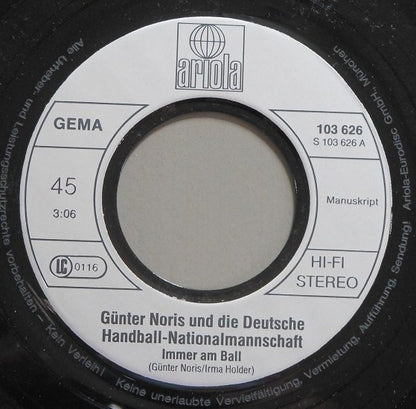 ariola
GEMA
103 626
S 103 626 A
45
3:06
Manuskript
LC 0116
HI-FI
STEREO
Günter Noris und die Deutsche
Handball-Nationalmannschaft
Immer am Ball
(Günter Noris/Irma Holder)
Alle Urheber- und Leistungsschutzrechte vorbehalten · Kein Verleih! · Keine unerlaubte Vervielfältigung, Vermietung, Aufführung, Sendung! · Ariola-Eurodisc GmbH, München